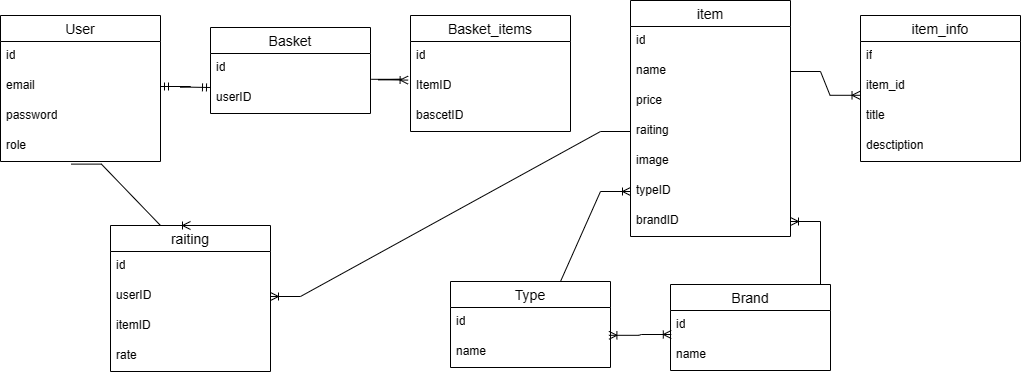 User
id
email
password
role
Basket
id
userID
Basket_items
id
ItemID
bascetID
item
id
name
price
raiting
image
typeID
brandID
item_info
if
item_id
title
desctiption
raiting
id
userID
itemID
rate
Type
id
name
Brand
id
name